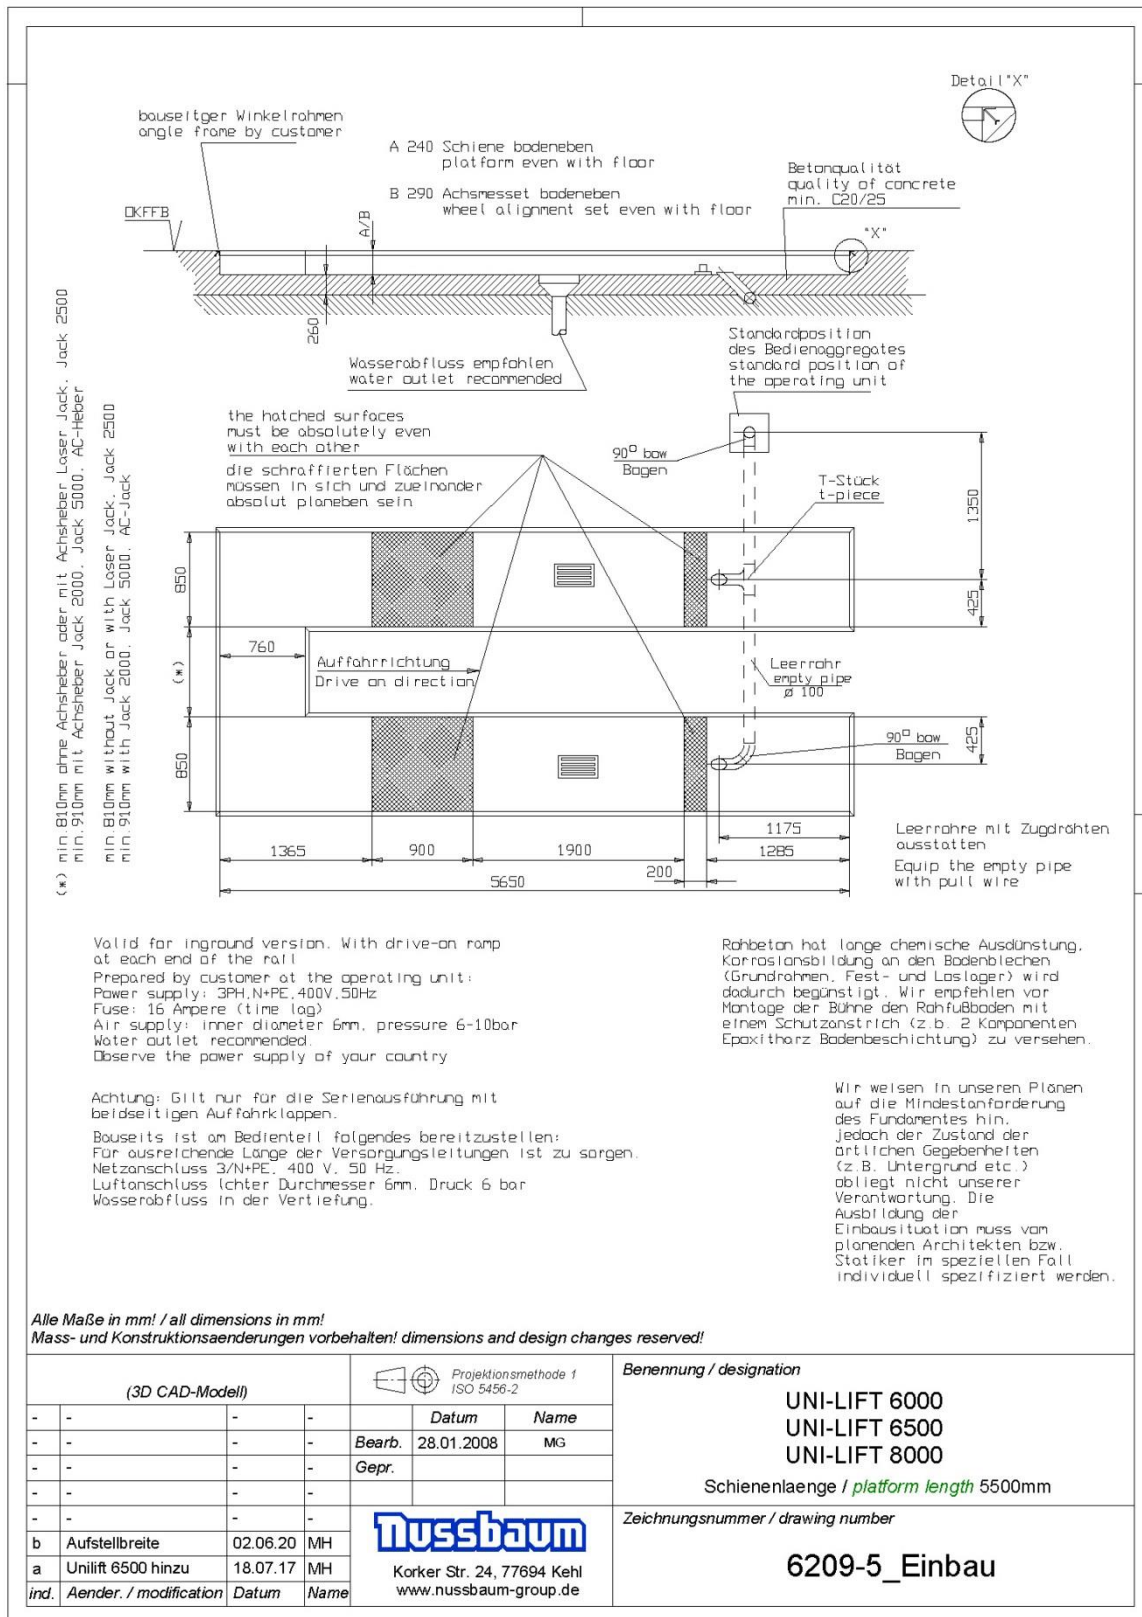 Detail"X"
bauseitger Winkelrahmen
angle frame by customer
A 240 Schiene bodeneben
platform even with floor
B 290 Achsmesset bodeneben
wheel alignment set even with floor
Betonqualität
quality of concrete
min. C20/25
OKFFB
A/B
"X"
260
Wasserabfluss empfohlen
water outlet recommended
Standardposition
des Bedienaggregates
standard position of
the operating unit
(*) min.810mm ohne Achsheber oder mit Achsheber Laser Jack, Jack 2500
min.910mm mit Achsheber Jack 2000, Jack 5000, AC-Heber
min.810mm without Jack or with Laser Jack, Jack 2500
min.910mm with Jack 2000, Jack 5000, AC-Jack
the hatched surfaces
must be absolutely even
with each other
die schraffierten Flächen
müssen in sich und zueinander
absolut planeben sein
90° bow
Bogen
T-Stück
t-piece
1350
850
425
760
(*)
Auffahrrichtung
Drive on direction
Leerrohr
empty pipe
ø 100
850
90° bow
Bogen
425
1175
1365
900
1900
1285
200
5650
Leerrohre mit Zugdrähten
ausstatten
Equip the empty pipe
with pull wire
Valid for inground version. With drive-on ramp
at each end of the rail
Prepared by customer at the operating unit:
Power supply: 3PH,N+PE,400V,50Hz
Fuse: 16 Ampere (time lag)
Air supply: inner diameter 6mm, pressure 6-10bar
Water outlet recommended.
Observe the power supply of your country
Rohbeton hat lange chemische Ausdünstung,
Korrosionsbildung an den Bodenblechen
(Grundrahmen, Fest- und Loslager) wird
dadurch begünstigt. Wir empfehlen vor
Montage der Bühne den Rohfußboden mit
einem Schutzanstrich (z.b. 2 Komponenten
Epoxitharz Bodenbeschichtung) zu versehen.
Achtung: Gilt nur für die Serienausführung mit
beidseitigen Auffahrklappen.
Bauseits ist am Bedienteil folgendes bereitzustellen:
Für ausreichende Länge der Versorgungsleitungen ist zu sorgen.
Netzanschluss 3/N+PE, 400 V, 50 Hz.
Luftanschluss lchter Durchmesser 6mm, Druck 6 bar
Wasserabfluss in der Vertiefung.
Wir weisen in unseren Plänen
auf die Mindestanforderung
des Fundamentes hin,
jedoch der Zustand der
örtlichen Gegebenheiten
(z.B. Untergrund etc.)
obliegt nicht unserer
Verantwortung. Die
Ausbildung der
Einbausituation muss vom
planenden Architekten bzw.
Statiker im speziellen Fall
individuell spezifiziert werden.
Alle Maße in mm! / all dimensions in mm!
Mass- und Konstruktionsaenderungen vorbehalten! dimensions and design changes reserved!
(3D CAD-Modell)
Projektionsmethode 1
ISO 5456-2
Datum Name
Bearb. 28.01.2008 MG
Gepr.
- - - -
- - - -
- - - -
- - - -
- - - -
b Aufstellbreite 02.06.20 MH
a Unilift 6500 hinzu 18.07.17 MH
ind. Aender. / modification Datum Name
Nussbaum
Korker Str. 24, 77694 Kehl
www.nussbaum-group.de
Benennung / designation
UNI-LIFT 6000
UNI-LIFT 6500
UNI-LIFT 8000
Schienenlaenge / platform length 5500mm
Zeichnungsnummer / drawing number
6209-5_Einbau